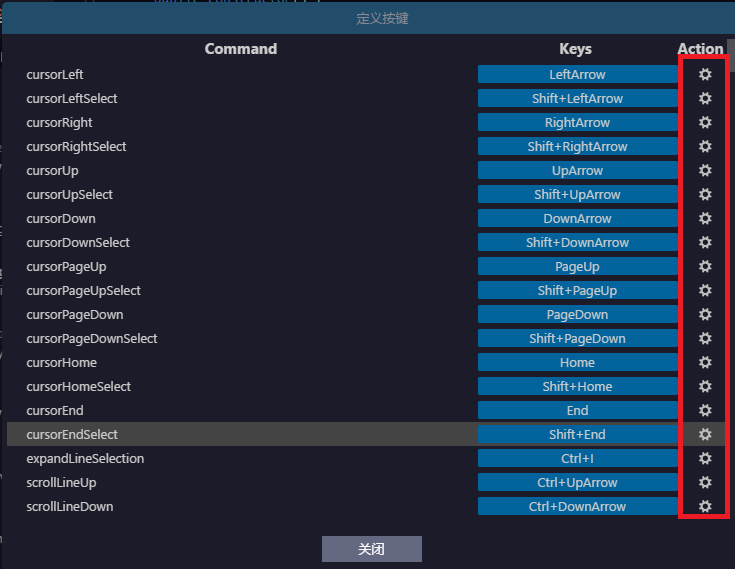 定义按键
Command Keys Action
cursorLeft LeftArrow
cursorLeftSelect Shift+LeftArrow
cursorRight RightArrow
cursorRightSelect Shift+RightArrow
cursorUp UpArrow
cursorUpSelect Shift+UpArrow
cursorDown DownArrow
cursorDownSelect Shift+DownArrow
cursorPageUp PageUp
cursorPageUpSelect Shift+PageUp
cursorPageDown PageDown
cursorPageDownSelect Shift+PageDown
cursorHome Home
cursorHomeSelect Shift+Home
cursorEnd End
cursorEndSelect Shift+End
expandLineSelection Ctrl+I
scrollLineUp Ctrl+UpArrow
scrollLineDown Ctrl+DownArrow
关闭